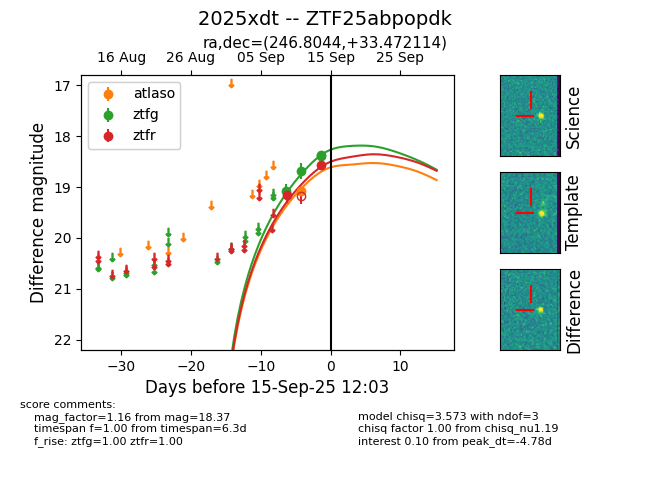 2025xdt -- ZTF25abpopdk
ra,dec=(246.8044,+33.472114)
16 Aug 26 Aug 05 Sep 15 Sep 25 Sep
atlaso
ztfg
ztfr
17
18
19
20
21
22
Difference magnitude
−30 −20 −10 0 10
Days before 15-Sep-25 12:03
Science
Template
Difference
score comments:
mag_factor=1.16 from mag=18.37
timespan f=1.00 from timespan=6.3d
f_rise: ztfg=1.00 ztfr=1.00
model chisq=3.573 with ndof=3
chisq factor 1.00 from chisq_nu1.19
interest 0.10 from peak_dt=-4.78d